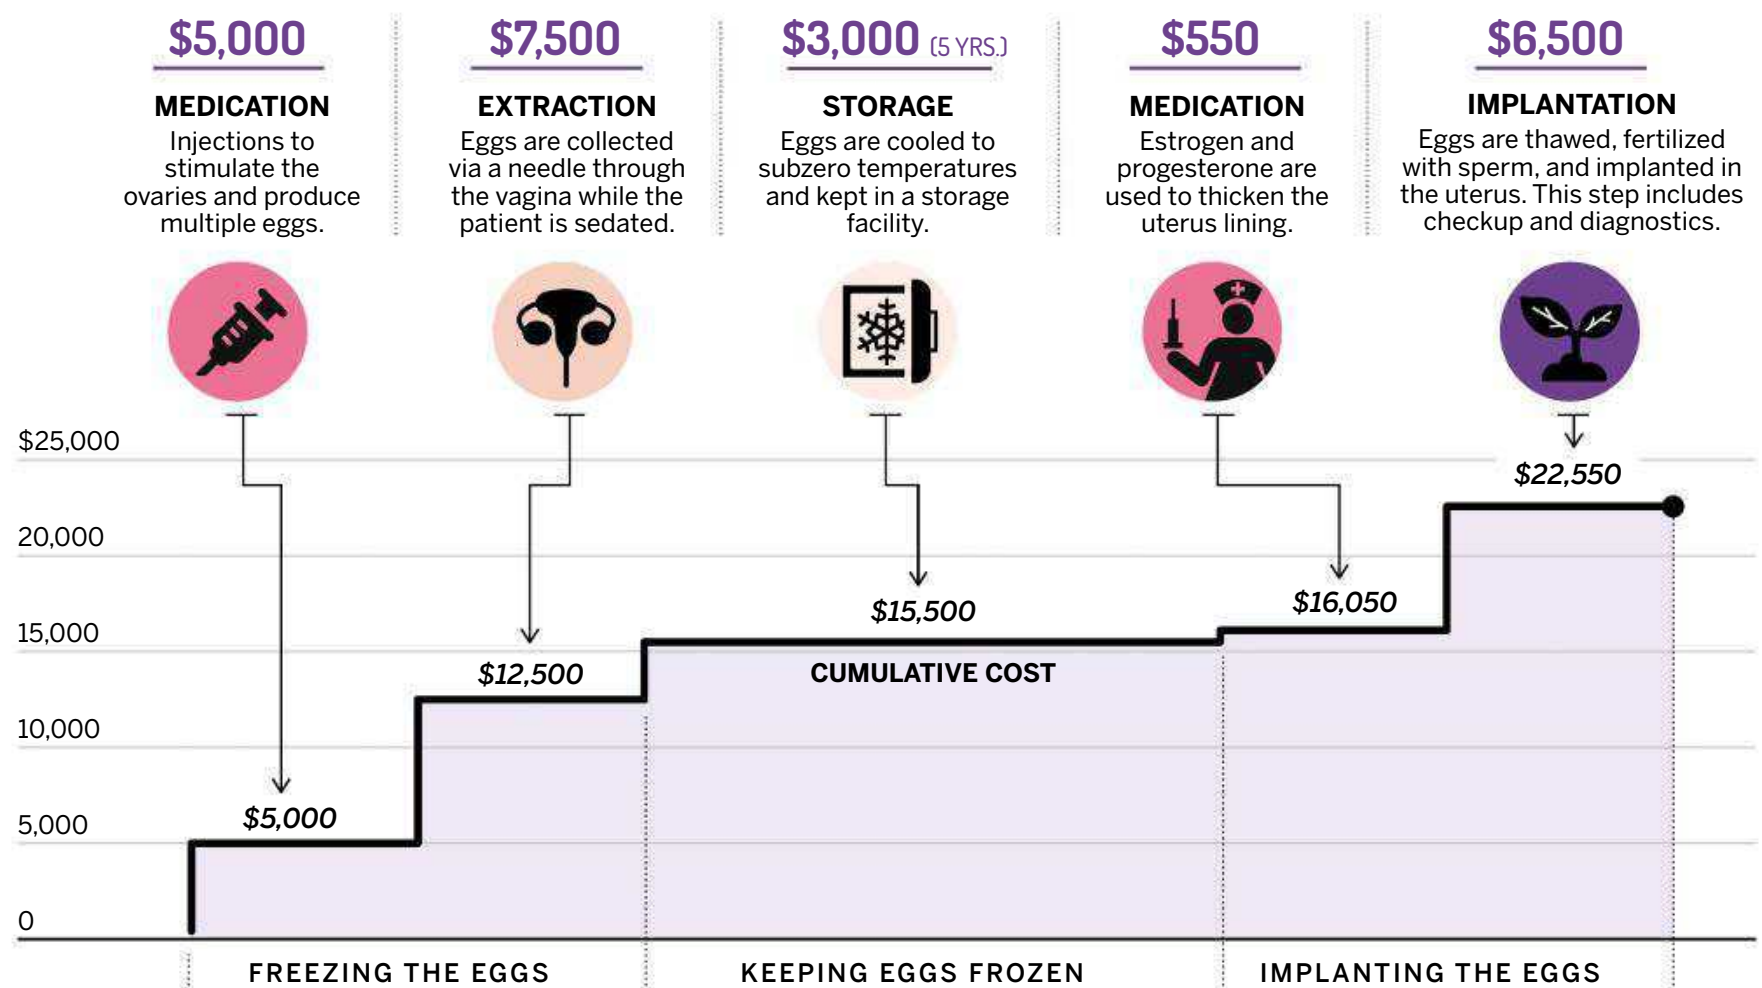 $5,000
MEDICATION
Injections to
stimulate the
ovaries and produce
multiple eggs.
$7,500
EXTRACTION
Eggs are collected
via a needle through
the vagina while the
patient is sedated.
$3,000 (5 YRS.)
STORAGE
Eggs are cooled to
subzero temperatures
and kept in a storage
facility.
$550
MEDICATION
Estrogen and
progesterone are
used to thicken the
uterus lining.
$6,500
IMPLANTATION
Eggs are thawed, fertilized
with sperm, and implanted in
the uterus. This step includes
checkup and diagnostics.
$25,000
20,000
15,000
10,000
5,000
0
$5,000
$12,500
$15,500
$16,050
$22,550
CUMULATIVE COST
FREEZING THE EGGS
KEEPING EGGS FROZEN
IMPLANTING THE EGGS